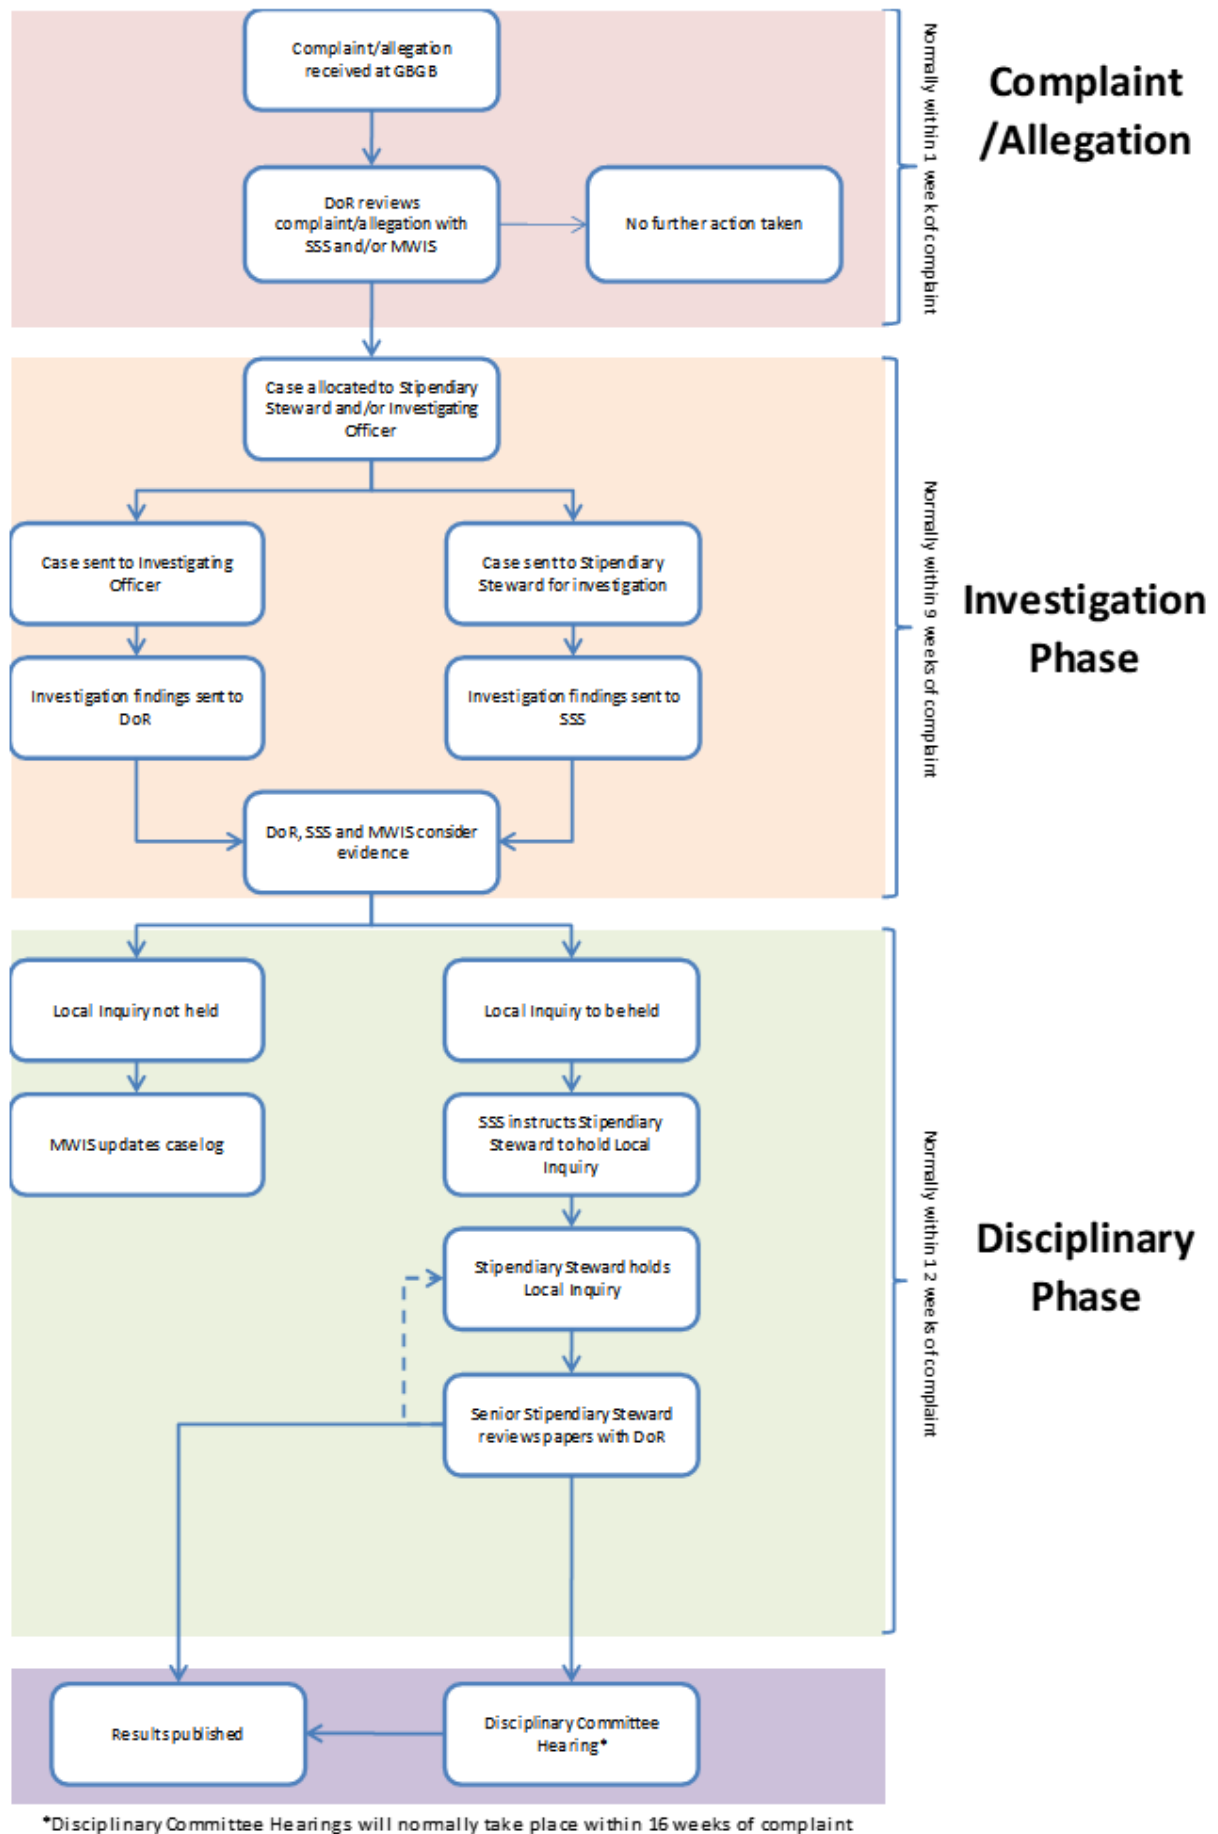 Complaint/allegation
received at GBGB
DoR reviews
complaint/allegation with
SSS and/or MWIS
No further action taken
Normally within 1 week of complaint
Complaint
/Allegation
Case allocated to Stipendiary
Steward and/or Investigating
Officer
Case sent to Investigating
Officer
Case sent to Stipendiary
Steward for investigation
Investigation findings sent to
DoR
Investigation findings sent to
SSS
DoR, SSS and MWIS consider
evidence
Normally within 9 weeks of complaint
Investigation
Phase
Local Inquiry not held
Local Inquiry to be held
MWIS updates case log
SSS instructs Stipendiary
Steward to hold Local
Inquiry
Stipendiary Steward holds
Local Inquiry
Senior Stipendiary Steward
reviews papers with DoR
Normally within 12 weeks of complaint
Disciplinary
Phase
Results published
Disciplinary Committee
Hearing*
*Disciplinary Committee Hearings will normally take place within 16 weeks of complaint